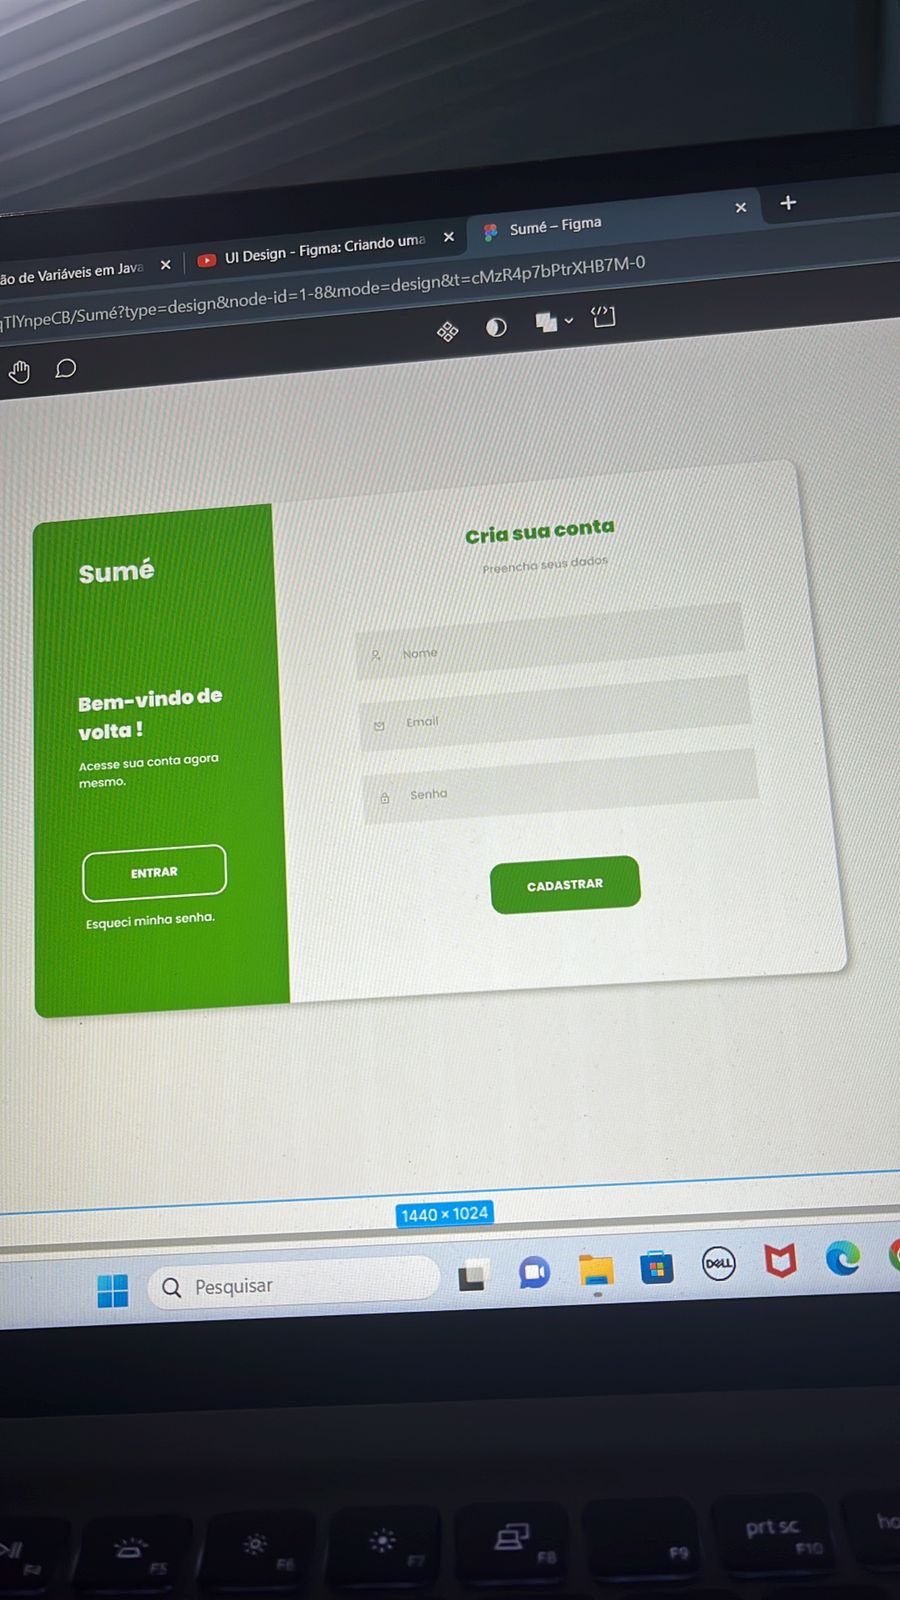 ão de Variáveis em Java
UI Design - Figma: Criando uma
Sumé – Figma
qTlYnpeCB/Sumé?type=design&node-id=1-8&mode=design&t=cMzR4p7bPtrXHB7M-0
Sumé
Bem-vindo de
volta !
Acesse sua conta agora
mesmo.
ENTRAR
Esqueci minha senha.
Cria sua conta
Preencha seus dados
Nome
Email
Senha
CADASTRAR
1440 × 1024
Pesquisar
DELL
F4
F5
F6
F7
F8
F9
prt sc
F10
ho